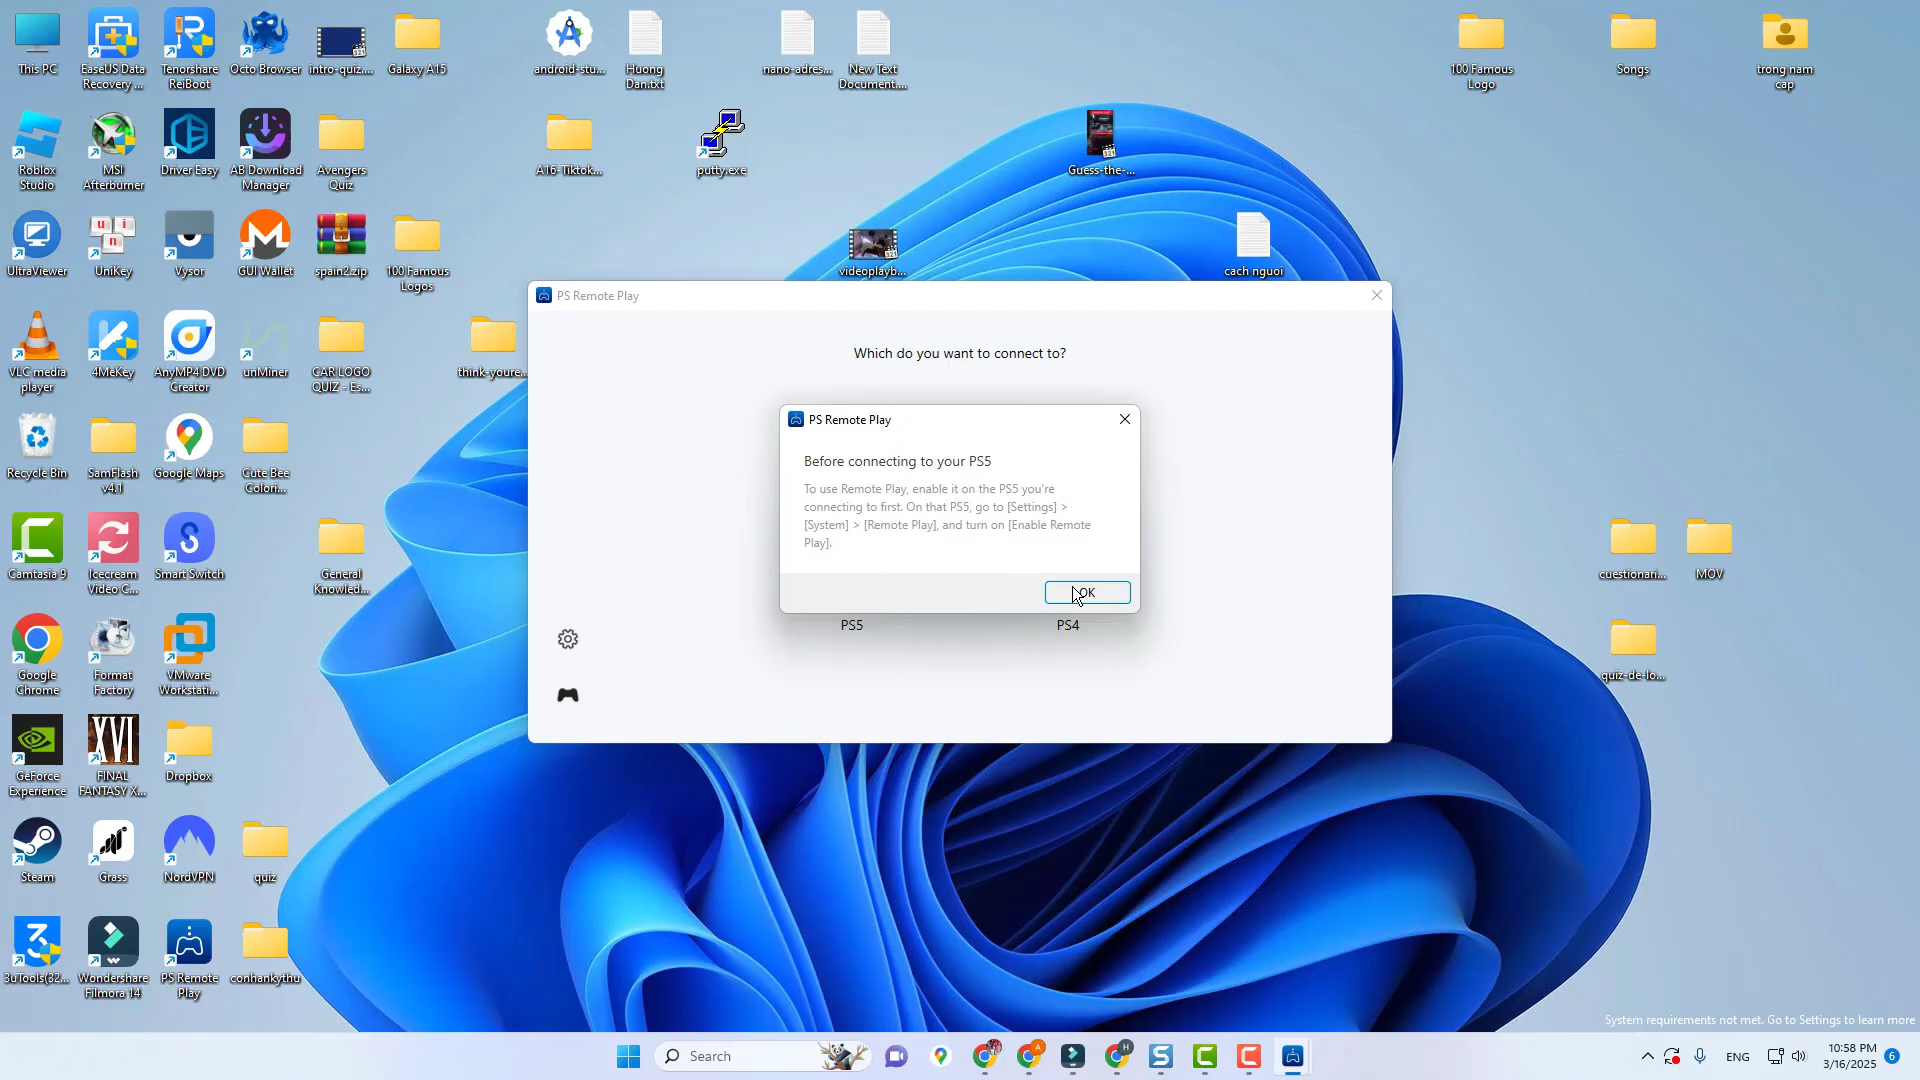 This PC
EaseUS Data
Recovery ...
Tenorshare
ReiBoot
Octo Browser
intro-quiz....
Galaxy A15
android-stu...
Huong
Dan.txt
nano-adres...
New Text
Document....
100 Famous
Logo
Songs
trong nam
cap
Roblox
Studio
MSI
Afterburner
Driver Easy
AB Download
Manager
Avengers
Quiz
A16-Tiktok...
putty.exe
Guess-the-...
UltraViewer
UniKey
Vysor
GUI Wallet
spain2.zip
100 Famous
Logos
videoplayb...
cach nguoi
VLC media
player
4MeKey
AnyMP4 DVD
Creator
unMiner
CAR LOGO
QUIZ - Es...
think-youre...
PS Remote Play
Which do you want to connect to?
PS Remote Play
Before connecting to your PS5
To use Remote Play, enable it on the PS5 you're
connecting to first. On that PS5, go to [Settings] >
[System] > [Remote Play], and turn on [Enable Remote
Play].
OK
PS5
PS4
Recycle Bin
SamFlash
v4.1
Google Maps
Cute Bee
Colori...
Camtasia 9
Icecream
Video C...
Smart Switch
General
Knowled...
cuestionari...
MOV
Google
Chrome
Format
Factory
VMware
Workstati...
quiz-de-lo...
GeForce
Experience
XVI
FINAL
FANTASY X...
Dropbox
Steam
Grass
NordVPN
quiz
3uTools(32...
Wondershare
Filmora 14
PS Remote
Play
conhankythu
System requirements not met. Go to Settings to learn more
Search
ENG
10:58 PM
3/16/2025
6